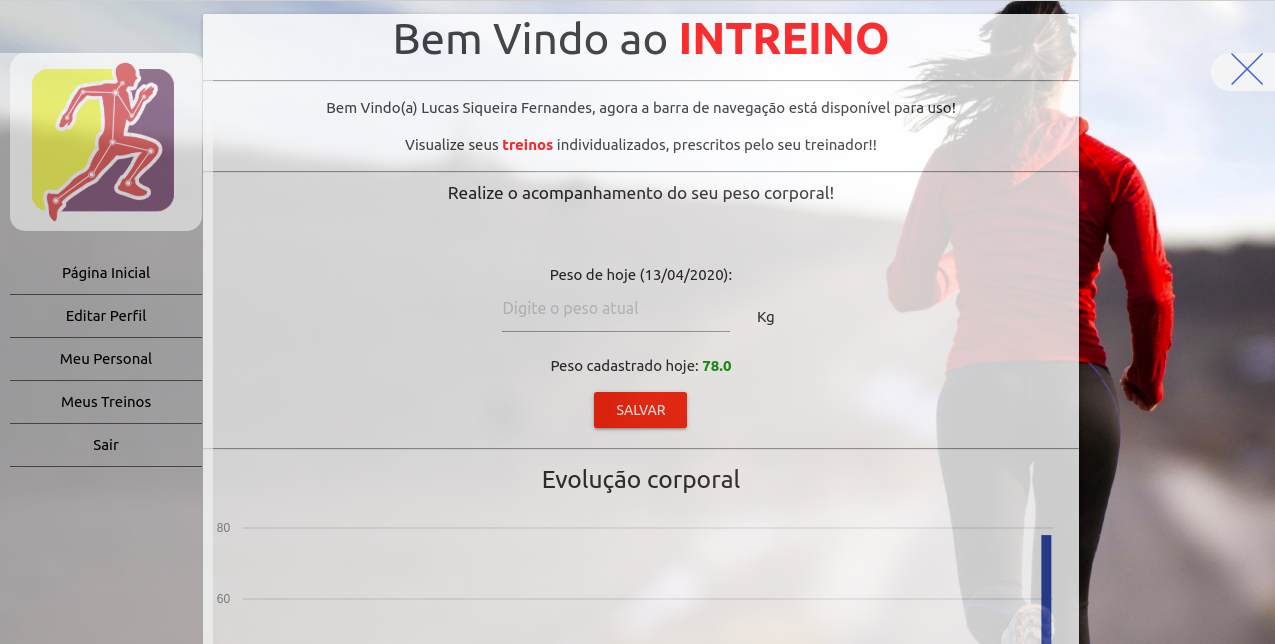 Bem Vindo ao INTREINO
Bem Vindo(a) Lucas Siqueira Fernandes, agora a barra de navegação está disponível para uso!
Visualize seus treinos individualizados, prescritos pelo seu treinador!!
Realize o acompanhamento do seu peso corporal!
Página Inicial
Editar Perfil
Meu Personal
Meus Treinos
Sair
Peso de hoje (13/04/2020):
Digite o peso atual
Kg
Peso cadastrado hoje: 78.0
SALVAR
Evolução corporal
80
60